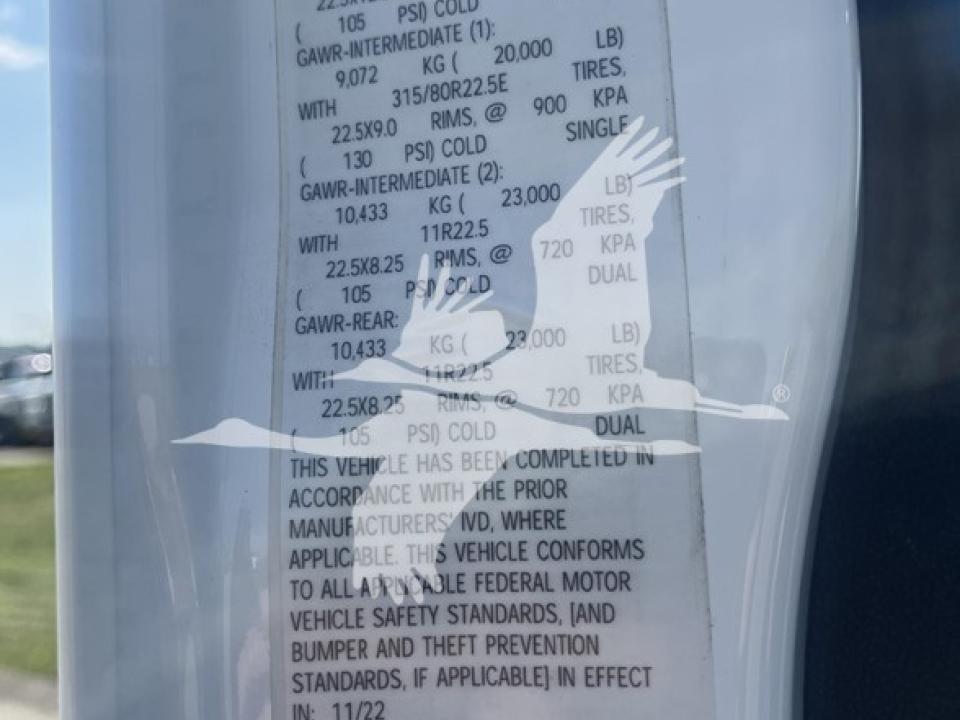 22.5X8.25
( 105 PSI) COLD
GAWR-INTERMEDIATE (1):
9,072 KG ( 20,000 LB)
WITH 315/80R22.5E TIRES,
22.5X9.0 RIMS, @ 900 KPA
( 130 PSI) COLD SINGLE
GAWR-INTERMEDIATE (2):
10,433 KG ( 23,000 LB)
WITH 11R22.5 TIRES,
22.5X8.25 RIMS, @ 720 KPA
( 105 PSI) COLD DUAL
GAWR-REAR:
10,433 KG ( 23,000 LB)
WITH 11R22.5 TIRES,
22.5X8.25 RIMS, @ 720 KPA
( 105 PSI) COLD DUAL
THIS VEHICLE HAS BEEN COMPLETED IN
ACCORDANCE WITH THE PRIOR
MANUFACTURERS' IVD, WHERE
APPLICABLE. THIS VEHICLE CONFORMS
TO ALL APPLICABLE FEDERAL MOTOR
VEHICLE SAFETY STANDARDS, [AND
BUMPER AND THEFT PREVENTION
STANDARDS, IF APPLICABLE] IN EFFECT
IN: 11/22
®